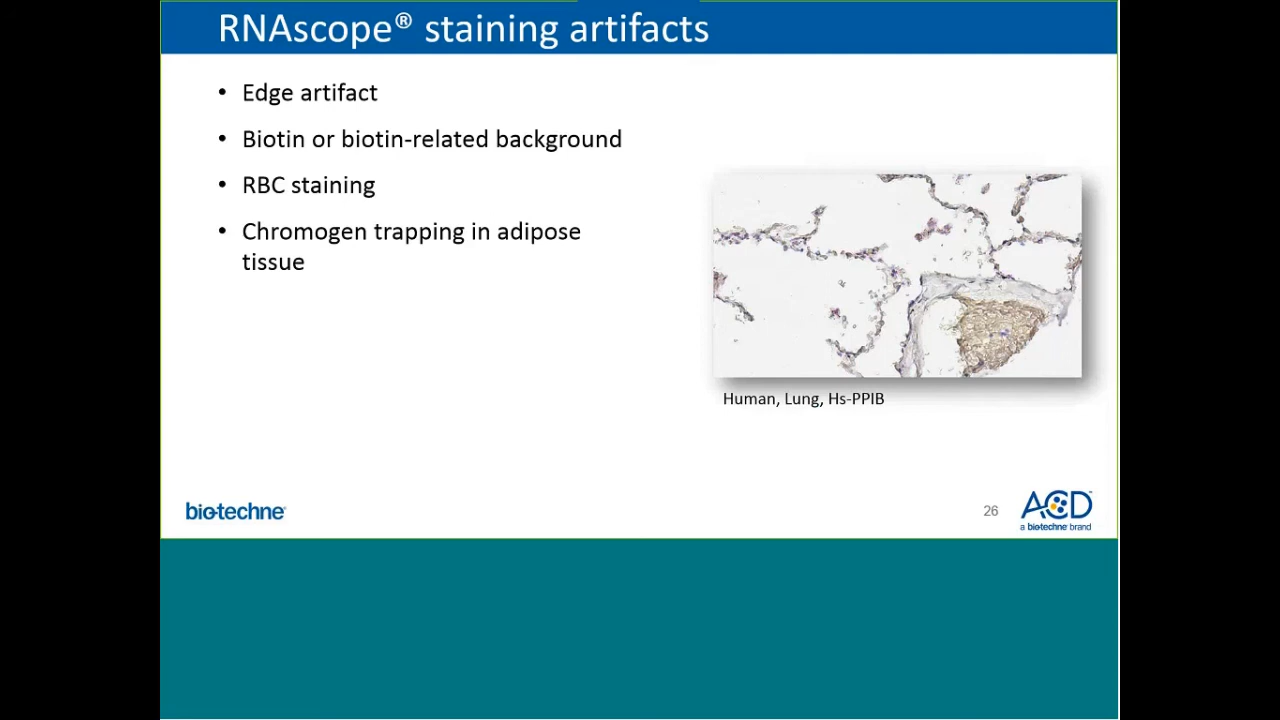 RNAscope® staining artifacts
• Edge artifact
• Biotin or biotin-related background
• RBC staining
• Chromogen trapping in adipose
tissue
Human, Lung, Hs-PPIB
bio-techne®
26
ACD™
a bio-techne brand